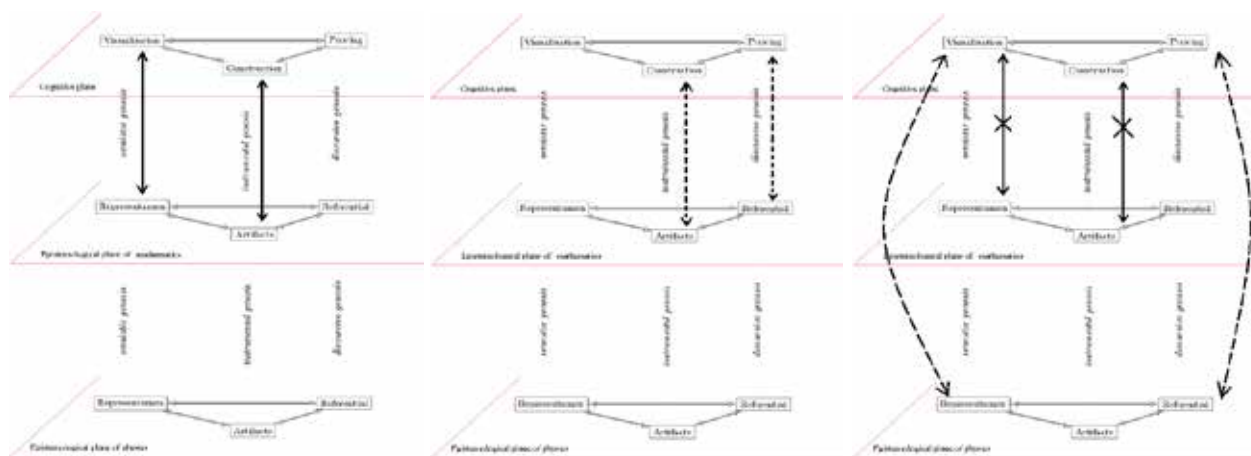 Visualization Proving
Construction
Cognitive plane
semiotic genesis
instrumental genesis
discursive genesis
Representamen Referential
Artifacts
Epistemological plane of mathematics
semiotic genesis
instrumental genesis
discursive genesis
Representamen Referential
Artifacts
Epistemological plane of physics
Visualization Proving
Construction
Cognitive plane
semiotic genesis
instrumental genesis
discursive genesis
Representamen Referential
Artifacts
Epistemological plane of mathematics
semiotic genesis
instrumental genesis
discursive genesis
Representamen Referential
Artifacts
Epistemological plane of physics
Visualization Proving
Construction
Cognitive plane
semiotic genesis
instrumental genesis
discursive genesis
Representamen Referential
Artifacts
Epistemological plane of mathematics
semiotic genesis
instrumental genesis
discursive genesis
Representamen Referential
Artifacts
Epistemological plane of physics